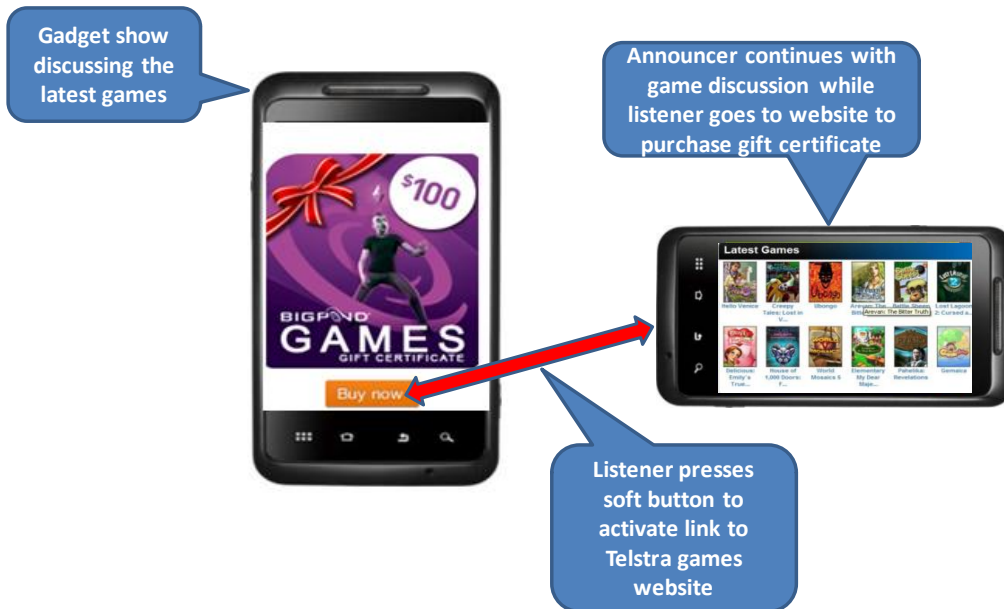 Gadget show
discussing the
latest games
Announcer continues with
game discussion while
listener goes to website to
purchase gift certificate
$100
BIGPOND
GAMES
GIFT CERTIFICATE
Buy now
Latest Games
Hello Venice
Creepy
Tales: Lost in
V...
Ubongo
Arevan: The
Arevan: The Bitter Truth
Lost Lagoon
2: Cursed a...
Delicious:
Emily's
True...
House of
1,000 Doors:
F...
World
Mosaics 5
Elementary
My Dear
Maje...
Pahelika:
Revelations
Gemaica
Listener presses
soft button to
activate link to
Telstra games
website